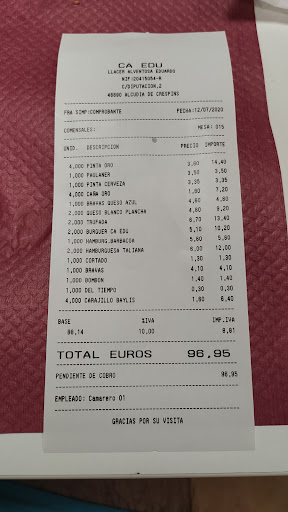 CA EDU
LLACER ALVENTOSA EDUARDO
NIF:20415054-K
C/DIPUTACION,2
46690 ALCUDIA DE CRESPINS
FRA SIMP:COMPROBANTE FECHA:12/07/2020
COMENSALES: MESA: 015
UNID. DESCRIPCION PRECIO IMPORTE
4,000 PINTA ORO 3,60 14,40
1,000 PAULANER 3,50 3,50
1,000 PINTA CERVEZA 3,35 3,35
4,000 CAÑA ORO 1,80 7,20
1,000 BRAVAS QUESO AZUL 4,80 4,80
2,000 QUESO BLANCO PLANCHA 4,60 9,20
2,000 TRUFADA 6,70 13,40
2,000 BURGUER CA EDU 5,10 10,20
1,000 HAMBURG.BARBACOA 5,60 5,60
2,000 HAMBURGUESA TALIANA 6,00 12,00
1,000 CORTADO 1,30 1,30
1,000 BRAVAS 4,10 4,10
1,000 BOMBON 1,40 1,40
1,000 DEL TIEMPO 0,30 0,30
4,000 CARAJILLO BAYLIS 1,60 6,40
BASE %IVA IMP.IVA
88,14 10,00 8,81
TOTAL EUROS 96,95
PENDIENTE DE COBRO 96,95
EMPLEADO: Camarero 01
GRACIAS POR SU VISITA